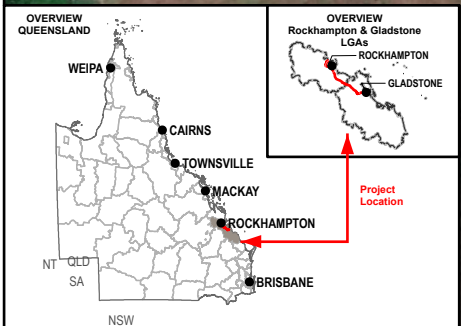 OVERVIEW
QUEENSLAND
WEIPA
CAIRNS
TOWNSVILLE
MACKAY
ROCKHAMPTON
BRISBANE
NT
QLD
SA
NSW
OVERVIEW
Rockhampton & Gladstone
LGAs
ROCKHAMPTON
GLADSTONE
Project
Location